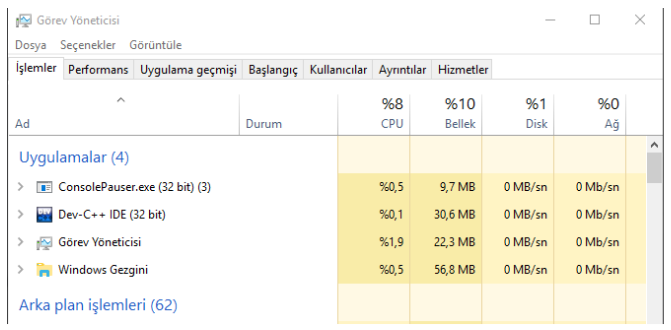 Görev Yöneticisi
Dosya Seçenekler Görüntüle
İşlemler Performans Uygulama geçmişi Başlangıç Kullanıcılar Ayrıntılar Hizmetler
%8 %10 %1 %0
Ad Durum CPU Bellek Disk Ağ
Uygulamalar (4)
ConsolePauser.exe (32 bit) (3) %0,5 9,7 MB 0 MB/sn 0 Mb/sn
Dev-C++ IDE (32 bit) %0,1 30,6 MB 0 MB/sn 0 Mb/sn
Görev Yöneticisi %1,9 22,3 MB 0 MB/sn 0 Mb/sn
Windows Gezgini %0,5 56,8 MB 0 MB/sn 0 Mb/sn
Arka plan işlemleri (62)